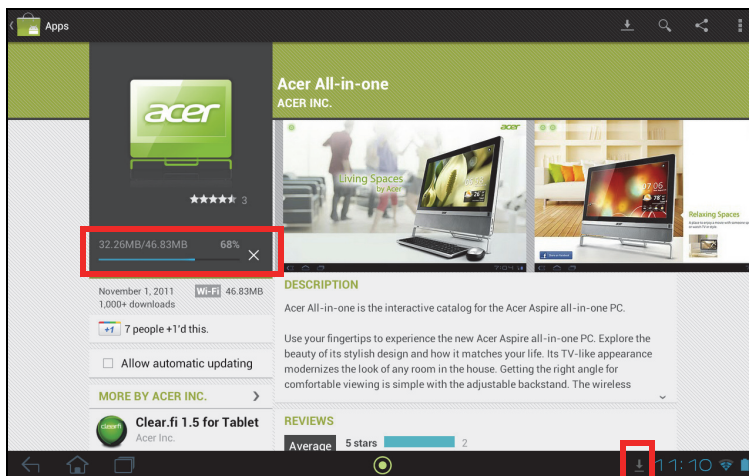 Apps
acer
3
32.26MB/46.83MB 68%
November 1, 2011 Wi-Fi 46.83MB
1,000+ downloads
+1 7 people +1'd this.
Allow automatic updating
MORE BY ACER INC.
clear.fi
Clear.fi 1.5 for Tablet
Acer Inc.
Acer All-in-one
ACER INC.
acer
Living Spaces
by Acer
Relaxing Spaces
DESCRIPTION
Acer All-in-one is the interactive catalog for the Acer Aspire all-in-one PC.
Use your fingertips to experience the new Acer Aspire all-in-one PC. Explore the
beauty of its stylish design and how it matches your life. Its TV-like appearance
modernizes the look of any room in the house. Getting the right angle for
comfortable viewing is simple with the adjustable backstand. The wireless
REVIEWS
Average 5 stars 2
11:10